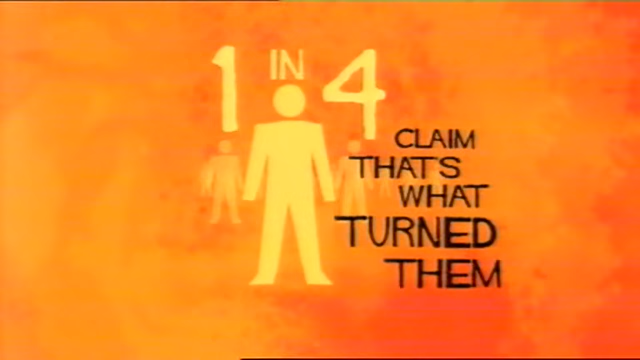 1 IN 4
CLAIM
THAT'S
WHAT
TURNED
THEM